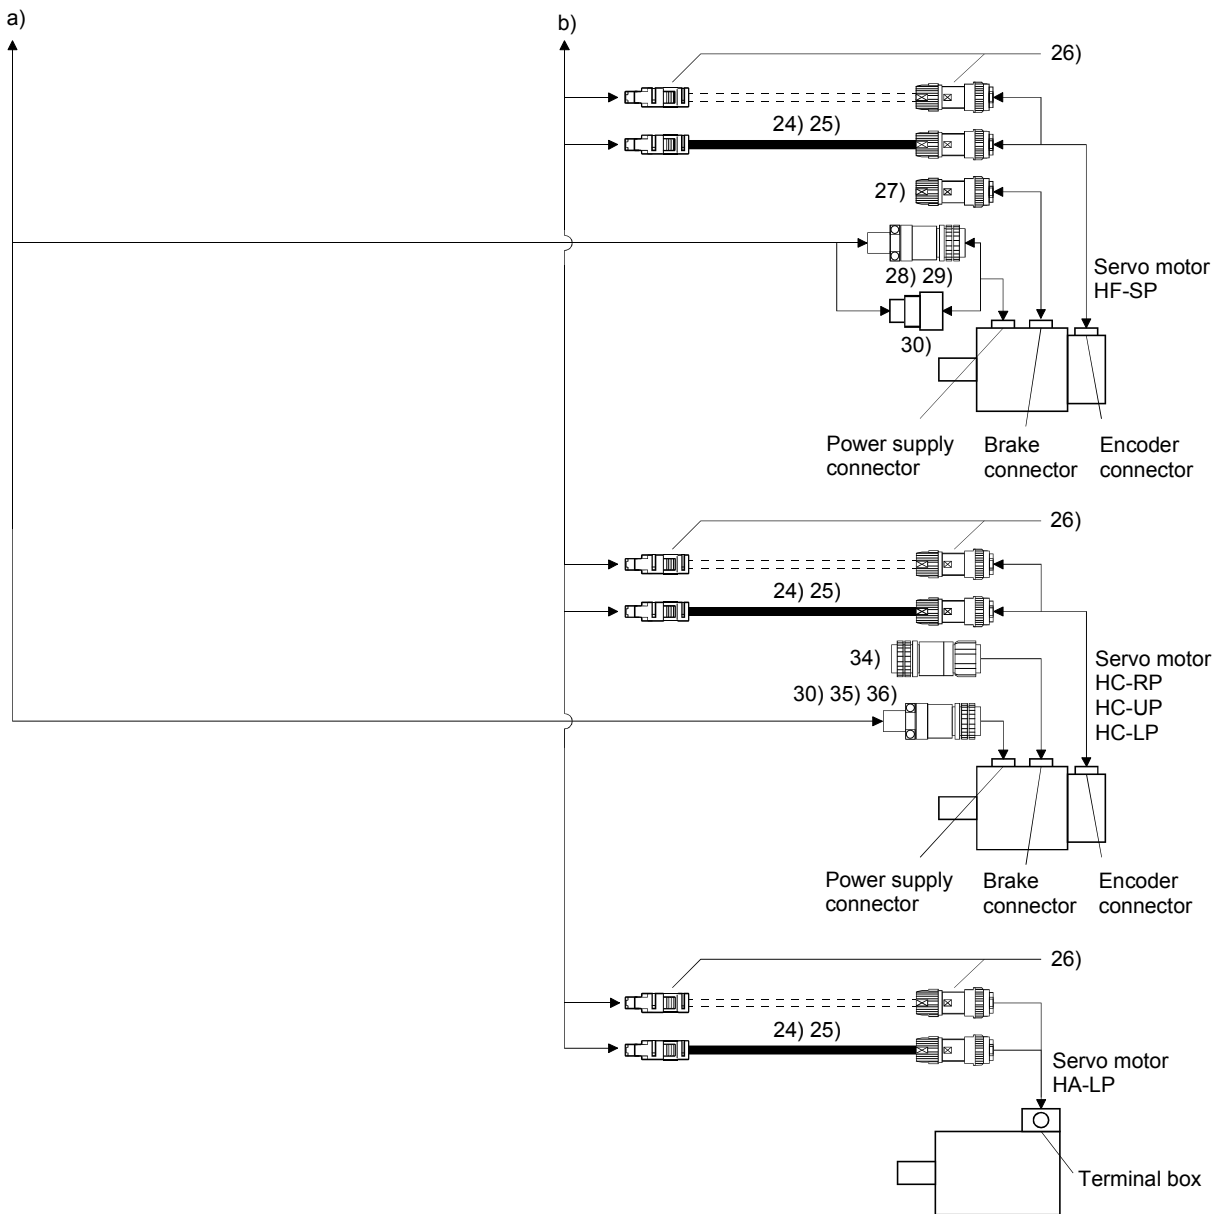 a)
b)
26)
24) 25)
27)
28) 29)
30)
Servo motor
HF-SP
Power supply
connector
Brake
connector
Encoder
connector
26)
24) 25)
34)
30) 35) 36)
Servo motor
HC-RP
HC-UP
HC-LP
Power supply
connector
Brake
connector
Encoder
connector
26)
24) 25)
Servo motor
HA-LP
Terminal box